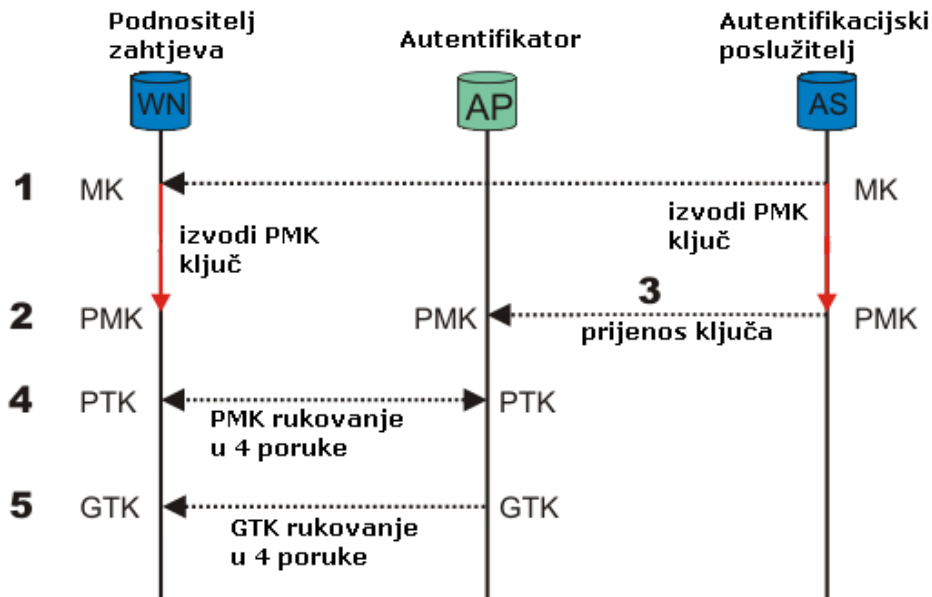 Podnositelj
zahtjeva
Autentifikator
Autentifikacijski
poslužitelj
WN
AP
AS
1
MK
MK
izvodi PMK
ključ
izvodi PMK
ključ
2
PMK
PMK
3
prijenos ključa
PMK
4
PTK
PTK
PMK rukovanje
u 4 poruke
5
GTK
GTK
GTK rukovanje
u 4 poruke